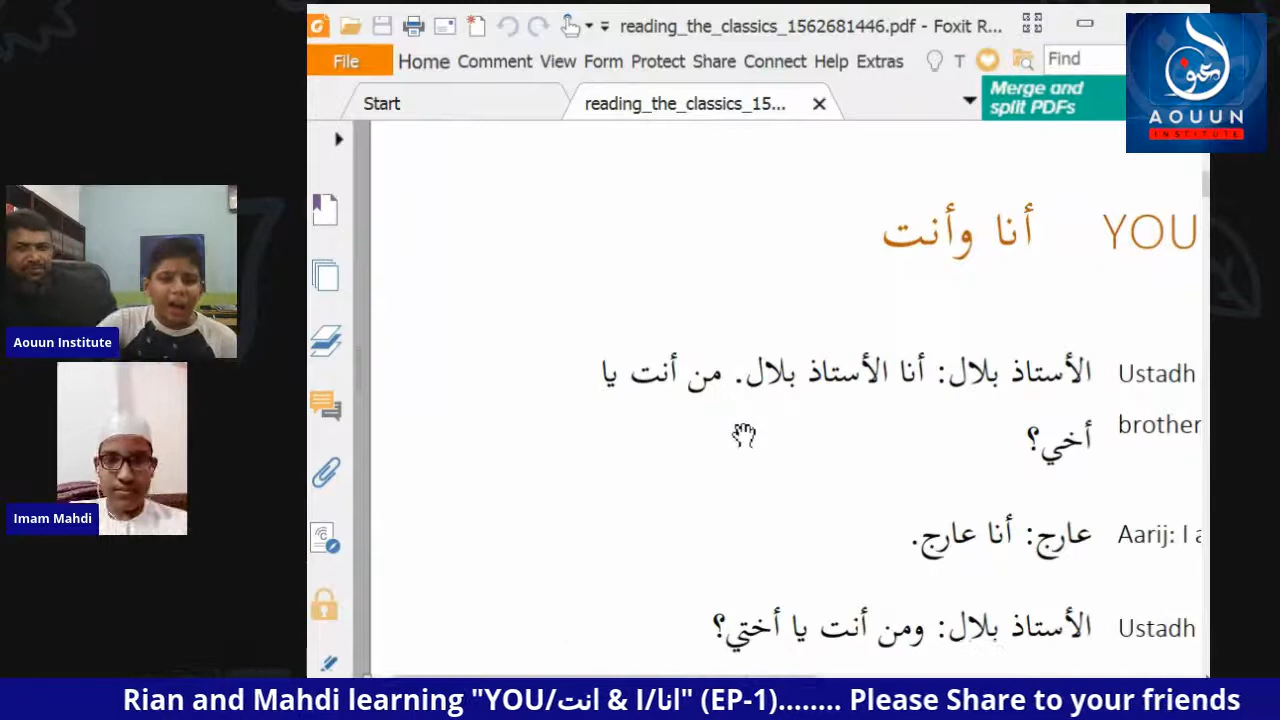 reading_the_classics_1562681446.pdf - Foxit R...
File Home Comment View Form Protect Share Connect Help Extras
Find
Start
reading_the_classics_15...
Merge and
split PDFs
عون
AOUUN
INSTITUTE
أنا وأنت YOU
الأستاذ بلال: أنا الأستاذ بلال. من أنت يا
أخي؟
Ustadh
brother
عارج: أنا عارج.
Aarij: I a
الأستاذ بلال: ومن أنت يا أختي؟
Ustadh
Aouun Institute
Imam Mahdi
Rian and Mahdi learning "YOU/انت & I/انا" (EP-1)........ Please Share to your friends